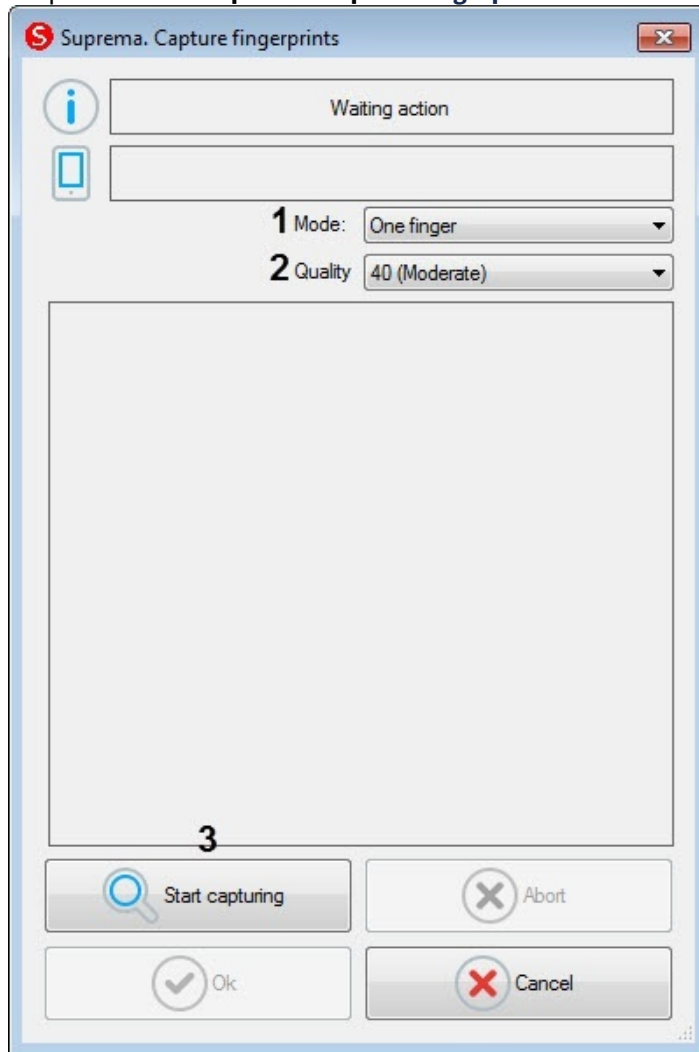 S Suprema. Capture fingerprints
Waiting action
1 Mode: One finger
2 Quality 40 (Moderate)
3
Start capturing Abort
Ok Cancel